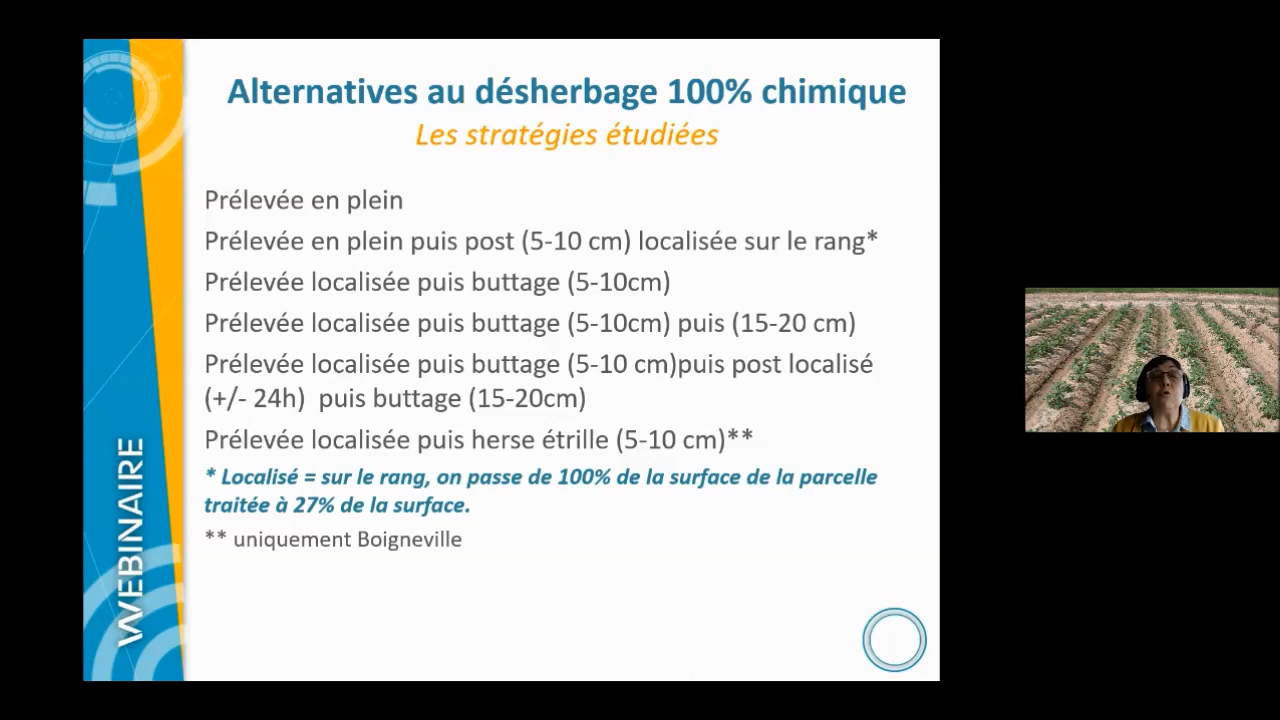 Alternatives au désherbage 100% chimique
Les stratégies étudiées
Prélevée en plein
Prélevée en plein puis post (5-10 cm) localisée sur le rang*
Prélevée localisée puis buttage (5-10cm)
Prélevée localisée puis buttage (5-10cm) puis (15-20 cm)
Prélevée localisée puis buttage (5-10 cm)puis post localisé
(+/- 24h) puis buttage (15-20cm)
Prélevée localisée puis herse étrille (5-10 cm)**
* Localisé = sur le rang, on passe de 100% de la surface de la parcelle
traitée à 27% de la surface.
** uniquement Boigneville
WEBINAIRE